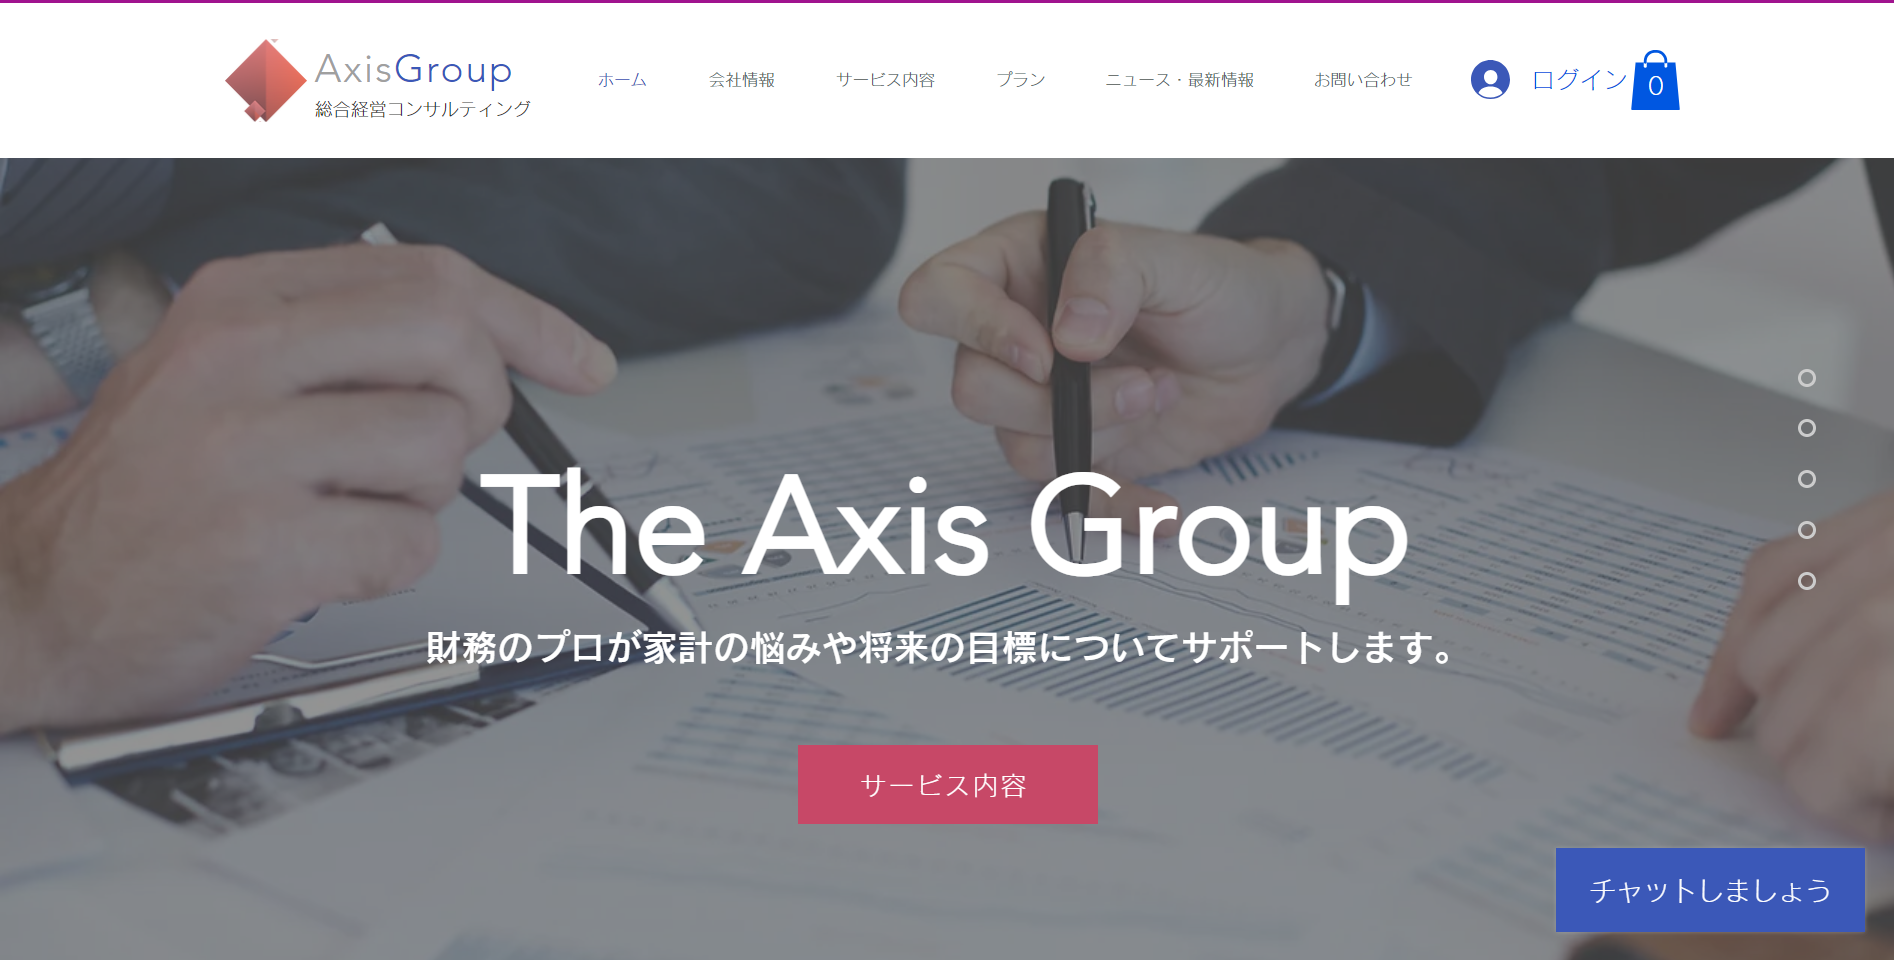 AxisGroup
総合経営コンサルティング
ホーム
会社情報
サービス内容
プラン
ニュース・最新情報
お問い合わせ
ログイン
0
The Axis Group
財務のプロが家計の悩みや将来の目標についてサポートします。
サービス内容
チャットしましょう